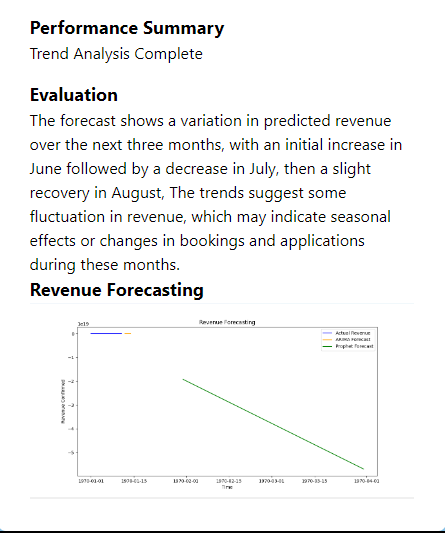 Performance Summary
Trend Analysis Complete
Evaluation
The forecast shows a variation in predicted revenue
over the next three months, with an initial increase in
June followed by a decrease in July, then a slight
recovery in August, The trends suggest some
fluctuation in revenue, which may indicate seasonal
effects or changes in bookings and applications
during these months.
Revenue Forecasting
Revenue Forecasting
1e19
Actual Revenue
ARIMA Forecast
Prophet Forecast
0
−1
−2
−3
−4
−5
Revenue Confirmed
1970-01-01 1970-01-15 1970-02-01 1970-02-15 1970-03-01 1970-03-15 1970-04-01
Time